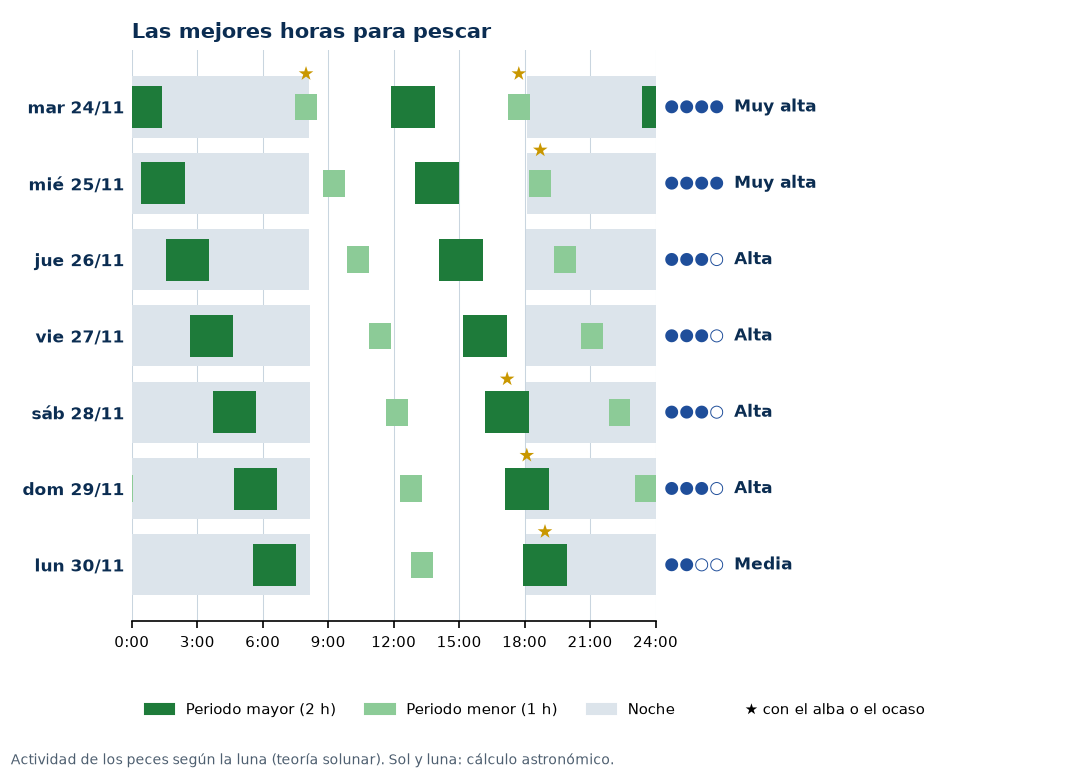 Las mejores horas para pescar
★ ★
mar 24/11 ●●●● Muy alta
★
mié 25/11 ●●●● Muy alta
jue 26/11 ●●●○ Alta
vie 27/11 ●●●○ Alta
★
sáb 28/11 ●●●○ Alta
★
dom 29/11 ●●●○ Alta
★
lun 30/11 ●●○○ Media
0:00 3:00 6:00 9:00 12:00 15:00 18:00 21:00 24:00
Periodo mayor (2 h) Periodo menor (1 h) Noche ★ con el alba o el ocaso
Actividad de los peces según la luna (teoría solunar). Sol y luna: cálculo astronómico.